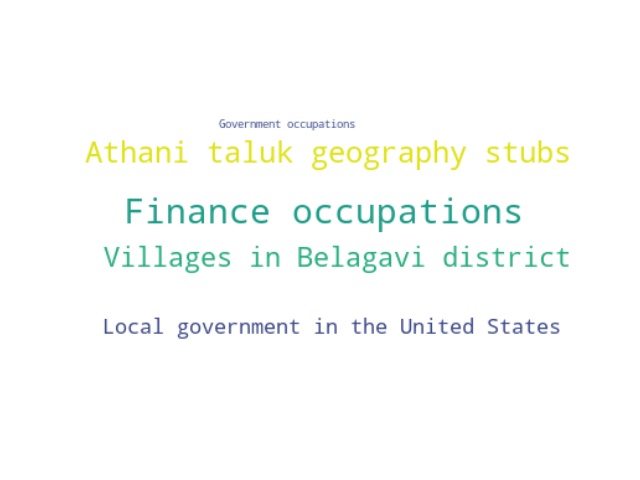 Government occupations
Athani taluk geography stubs
Finance occupations
Villages in Belagavi district
Local government in the United States